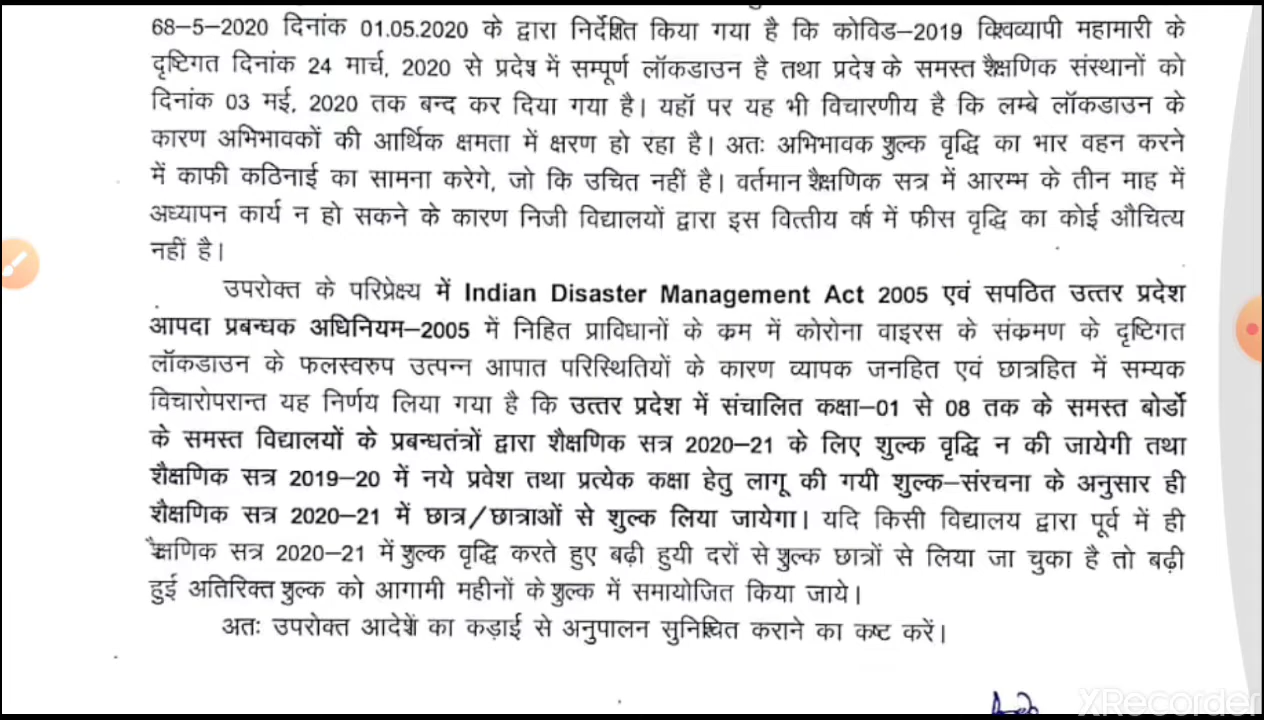 68–5–2020 दिनांक 01.05.2020 के द्वारा निर्देशित किया गया है कि कोविड–2019 विश्वव्यापी महामारी के
दृष्टिगत दिनांक 24 मार्च, 2020 से प्रदेश में सम्पूर्ण लॉकडाउन है तथा प्रदेश के समस्त शैक्षणिक संस्थानों को
दिनांक 03 मई, 2020 तक बन्द कर दिया गया है। यहॉ पर यह भी विचारणीय है कि लम्बे लॉकडाउन के
कारण अभिभावकों की आर्थिक क्षमता में क्षरण हो रहा है। अतः अभिभावक शुल्क वृद्धि का भार वहन करने
में काफी कठिनाई का सामना करेगे, जो कि उचित नहीं है। वर्तमान शैक्षणिक सत्र में आरम्भ के तीन माह में
अध्यापन कार्य न हो सकने के कारण निजी विद्यालयों द्वारा इस वित्तीय वर्ष में फीस वृद्धि का कोई औचित्य
नहीं है।
उपरोक्त के परिप्रेक्ष्य में Indian Disaster Management Act 2005 एवं सपठित उत्तर प्रदेश
आपदा प्रबन्धक अधिनियम–2005 में निहित प्राविधानों के क्रम में कोरोना वाइरस के संक्रमण के दृष्टिगत
लॉकडाउन के फलस्वरुप उत्पन्न आपात परिस्थितियों के कारण व्यापक जनहित एवं छात्रहित में सम्यक
विचारोपरान्त यह निर्णय लिया गया है कि उत्तर प्रदेश में संचालित कक्षा–01 से 08 तक के समस्त बोर्डो
के समस्त विद्यालयों के प्रबन्धतंत्रों द्वारा शैक्षणिक सत्र 2020–21 के लिए शुल्क वृद्धि न की जायेगी तथा
शैक्षणिक सत्र 2019–20 में नये प्रवेश तथा प्रत्येक कक्षा हेतु लागू की गयी शुल्क–संरचना के अनुसार ही
शैक्षणिक सत्र 2020–21 में छात्र/छात्राओं से शुल्क लिया जायेगा। यदि किसी विद्यालय द्वारा पूर्व में ही
शैक्षणिक सत्र 2020–21 में शुल्क वृद्धि करते हुए बढ़ी हुयी दरों से शुल्क छात्रों से लिया जा चुका है तो बढ़ी
हुई अतिरिक्त शुल्क को आगामी महीनों के शुल्क में समायोजित किया जाये।
अतः उपरोक्त आदेशों का कड़ाई से अनुपालन सुनिश्चित कराने का कष्ट करें।
XRecorder